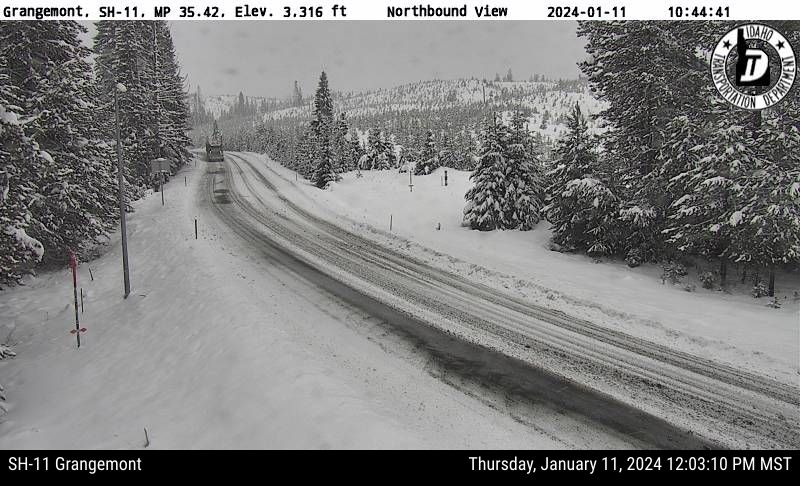 Grangemont, SH-11, MP 35.42, Elev. 3,316 ft Northbound View 2024-01-11 10:44:41
IDAHO
TRANSPORTATION DEPARTMENT
SH-11 Grangemont Thursday, January 11, 2024 12:03:10 PM MST